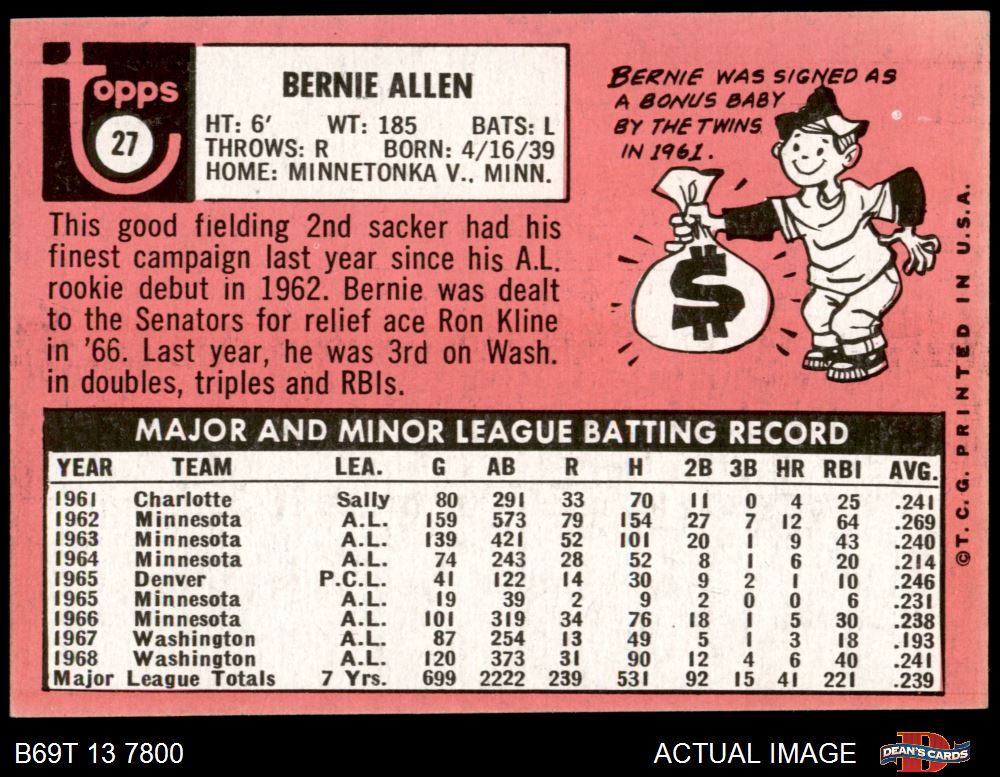 topps
27
BERNIE ALLEN
HT: 6' WT: 185 BATS: L
THROWS: R BORN: 4/16/39
HOME: MINNETONKA V., MINN.
BERNIE WAS SIGNED AS
A BONUS BABY
BY THE TWINS
IN 1961.
$
This good fielding 2nd sacker had his
finest campaign last year since his A.L.
rookie debut in 1962. Bernie was dealt
to the Senators for relief ace Ron Kline
in '66. Last year, he was 3rd on Wash.
in doubles, triples and RBIs.
MAJOR AND MINOR LEAGUE BATTING RECORD
YEAR TEAM LEA. G AB R H 2B 3B HR RBI AVG.
1961 Charlotte Sally 80 291 33 70 11 0 4 25 .241
1962 Minnesota A.L. 159 573 79 154 27 7 12 64 .269
1963 Minnesota A.L. 139 421 52 101 20 1 9 43 .240
1964 Minnesota A.L. 74 243 28 52 8 1 6 20 .214
1965 Denver P.C.L. 41 122 14 30 9 2 1 10 .246
1965 Minnesota A.L. 19 39 2 9 2 0 0 6 .231
1966 Minnesota A.L. 101 319 34 76 18 1 5 30 .238
1967 Washington A.L. 87 254 13 49 5 1 3 18 .193
1968 Washington A.L. 120 373 31 90 12 4 6 40 .241
Major League Totals 7 Yrs. 699 2222 239 531 92 15 41 221 .239
©T.C.G. PRINTED IN U.S.A.
B69T 13 7800
ACTUAL IMAGE
D
DEAN'S CARDS